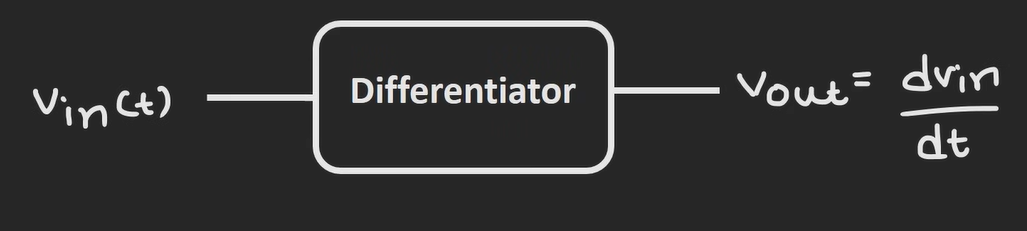 Vin(t)
Differentiator
Vout = dvin
dt